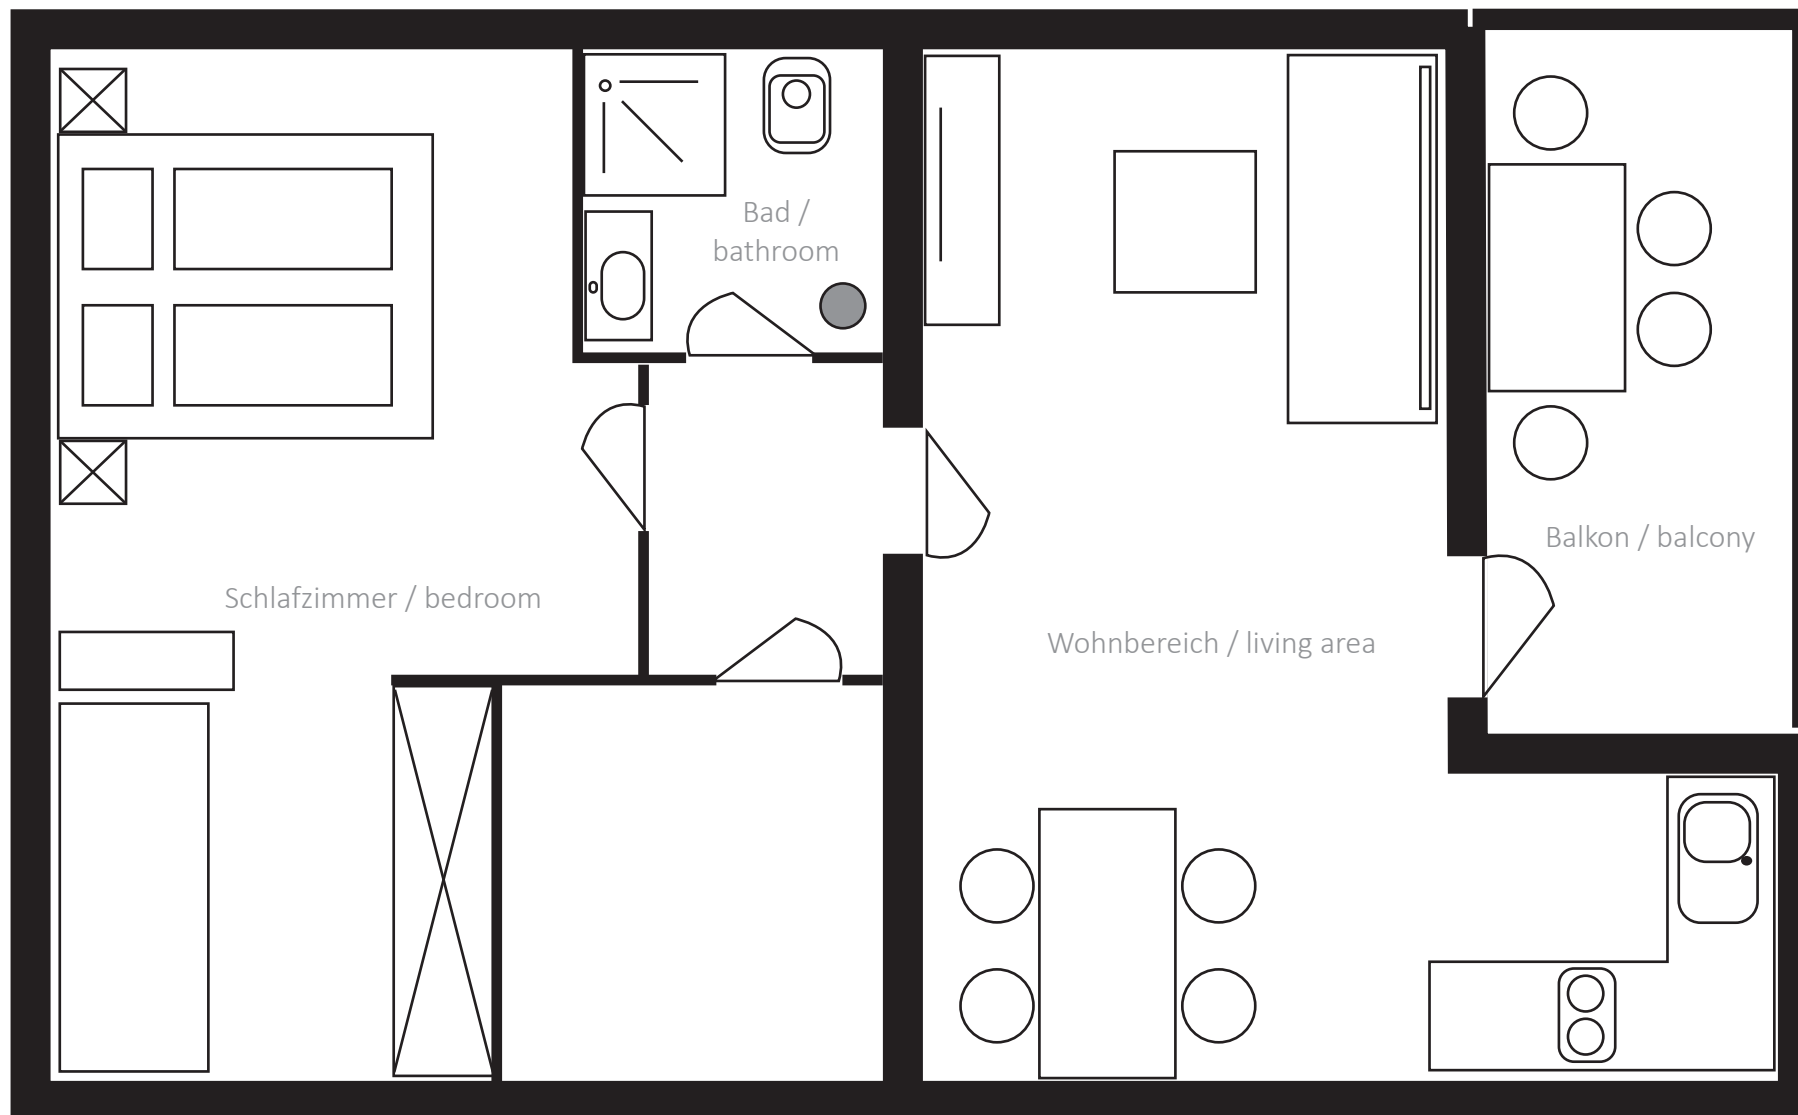 Bad /
bathroom
Balkon / balcony
Schlafzimmer / bedroom
Wohnbereich / living area